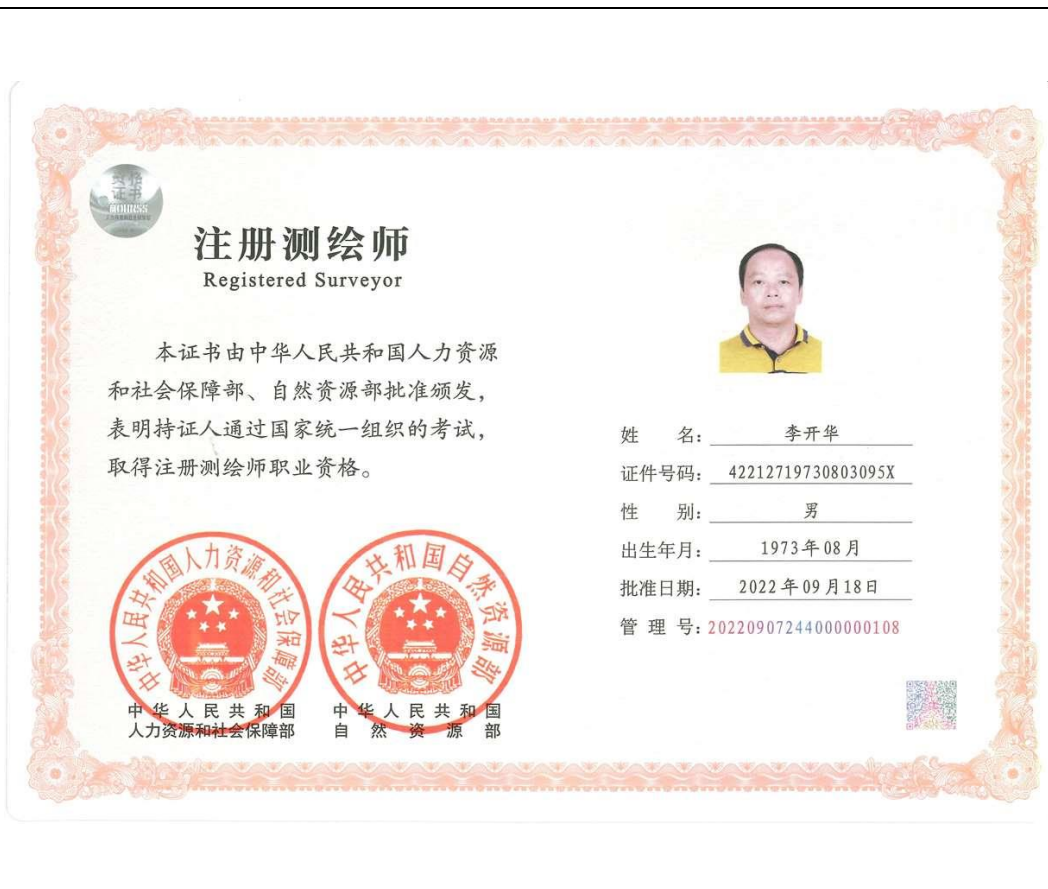 资格
证书
MOHRSS
注册测绘师
Registered Surveyor
本证书由中华人民共和国人力资源
和社会保障部、自然资源部批准颁发，
表明持证人通过国家统一组织的考试，
取得注册测绘师职业资格。
中华人民共和国人力资源和社会保障部
中华人民共和国自然资源部
中华人民共和国
人力资源和社会保障部
中华人民共和国
自然资源部
姓 名：李开华
证件号码：42212719730803095X
性 别：男
出生年月：1973年08月
批准日期：2022年09月18日
管 理 号：20220907244000000108